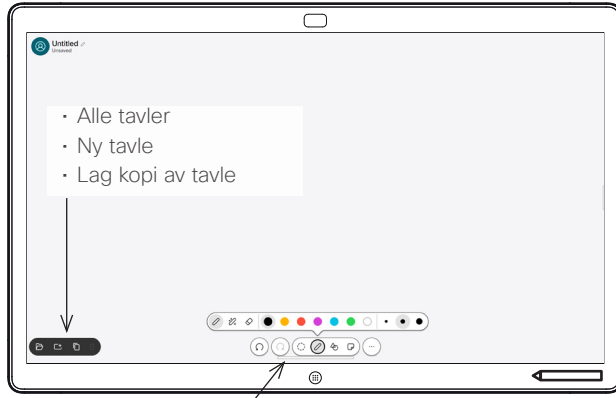 Untitled
Unsaved
· Alle tavler
· Ny tavle
· Lag kopi av tavle